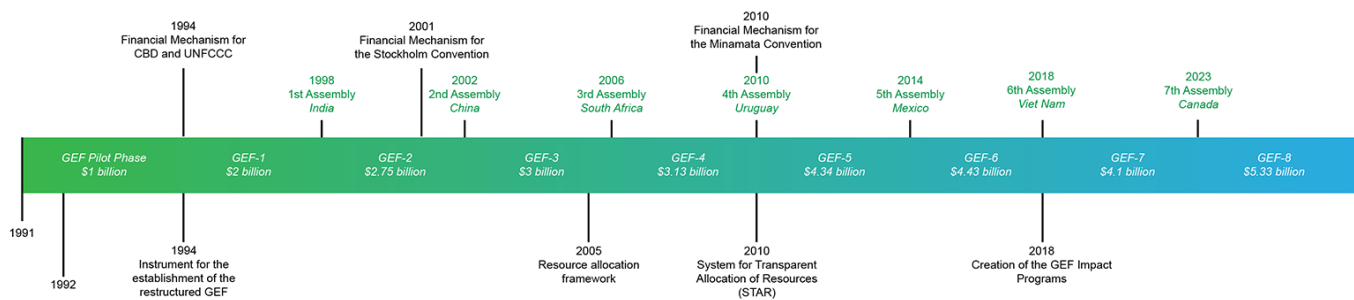 1994
Financial Mechanism for
CBD and UNFCCC
2001
Financial Mechanism for
the Stockholm Convention
2010
Financial Mechanism for
the Minamata Convention
1998
1st Assembly
India
2002
2nd Assembly
China
2006
3rd Assembly
South Africa
2010
4th Assembly
Uruguay
2014
5th Assembly
Mexico
2018
6th Assembly
Viet Nam
2023
7th Assembly
Canada
GEF Pilot Phase
$1 billion
GEF-1
$2 billion
GEF-2
$2.75 billion
GEF-3
$3 billion
GEF-4
$3.13 billion
GEF-5
$4.34 billion
GEF-6
$4.43 billion
GEF-7
$4.1 billion
GEF-8
$5.33 billion
1991
1992
1994
Instrument for the
establishment of the
restructured GEF
2005
Resource allocation
framework
2010
System for Transparent
Allocation of Resources
(STAR)
2018
Creation of the GEF Impact
Programs